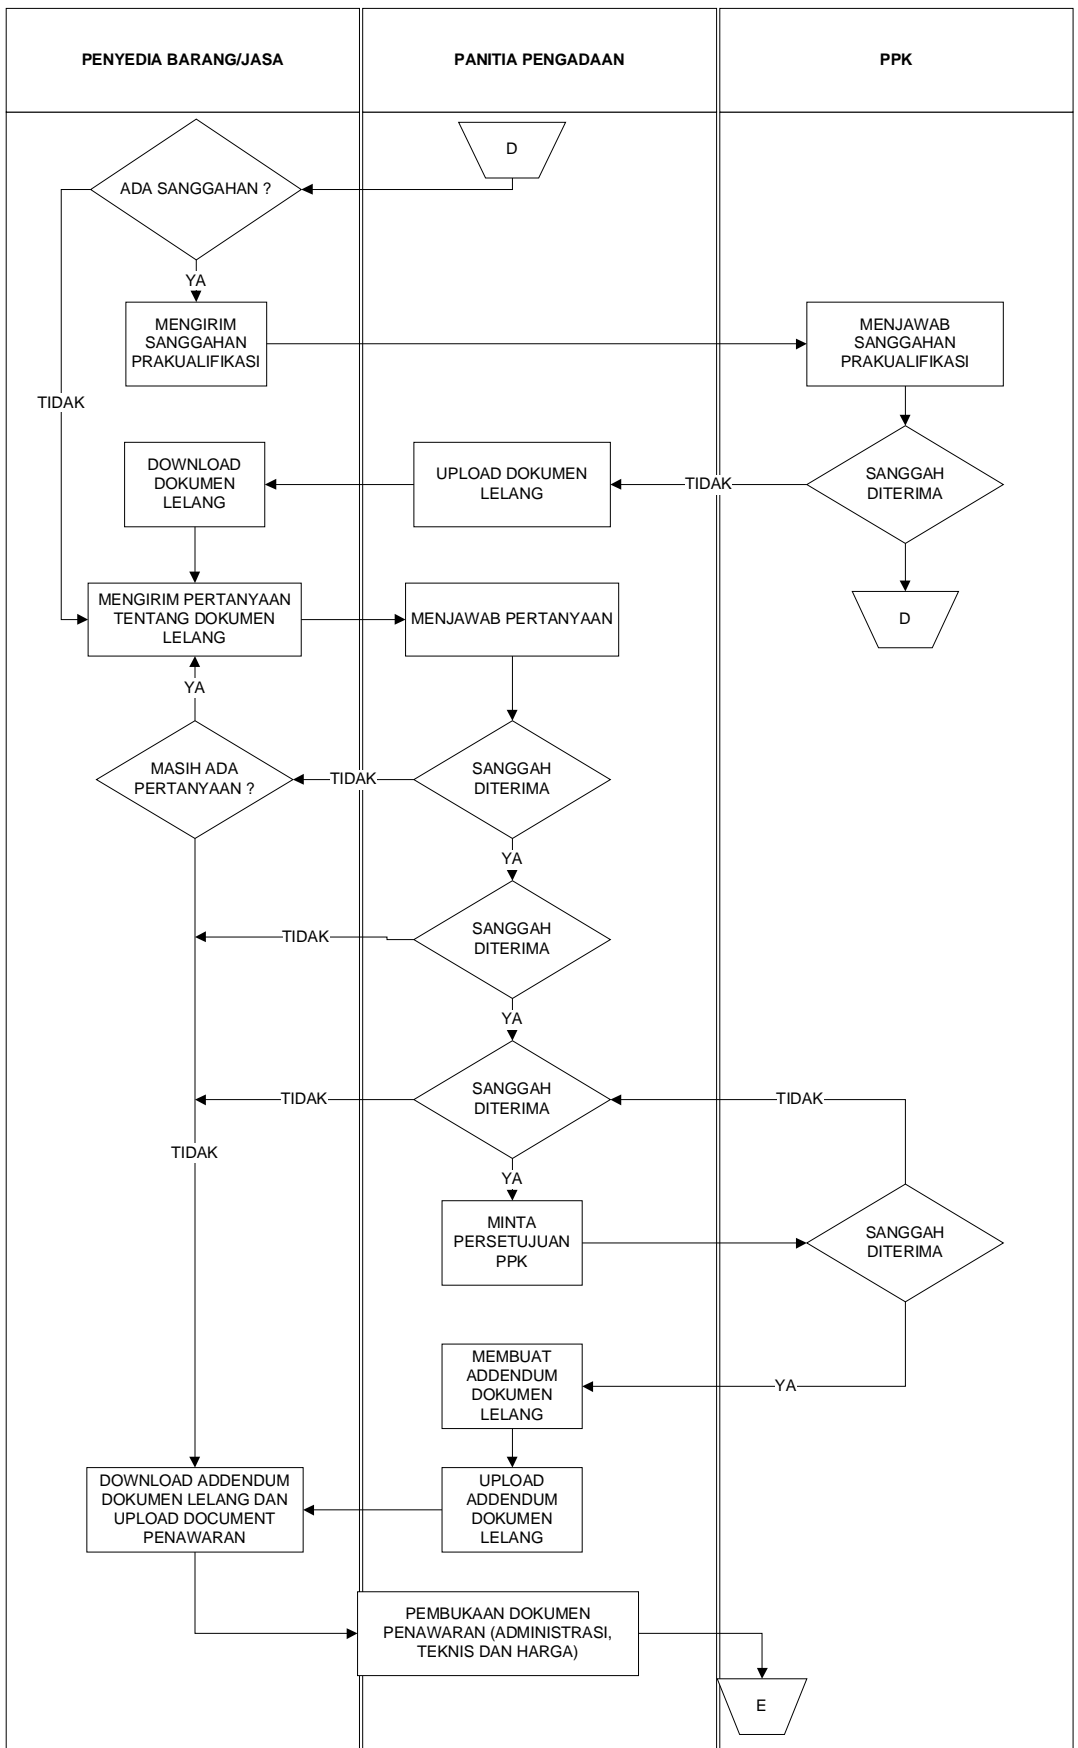 PENYEDIA BARANG/JASA
PANITIA PENGADAAN
PPK
D
ADA SANGGAHAN ?
YA
MENGIRIM
SANGGAHAN
PRAKUALIFIKASI
MENJAWAB
SANGGAHAN
PRAKUALIFIKASI
TIDAK
DOWNLOAD
DOKUMEN
LELANG
UPLOAD DOKUMEN
LELANG
TIDAK
SANGGAH
DITERIMA
MENGIRIM PERTANYAAN
TENTANG DOKUMEN
LELANG
MENJAWAB PERTANYAAN
D
YA
MASIH ADA
PERTANYAAN ?
TIDAK
SANGGAH
DITERIMA
YA
TIDAK
SANGGAH
DITERIMA
YA
TIDAK
SANGGAH
DITERIMA
TIDAK
TIDAK
YA
MINTA
PERSETUJUAN
PPK
SANGGAH
DITERIMA
MEMBUAT
ADDENDUM
DOKUMEN
LELANG
YA
DOWNLOAD ADDENDUM
DOKUMEN LELANG DAN
UPLOAD DOCUMENT
PENAWARAN
UPLOAD
ADDENDUM
DOKUMEN
LELANG
PEMBUKAAN DOKUMEN
PENAWARAN (ADMINISTRASI,
TEKNIS DAN HARGA)
E